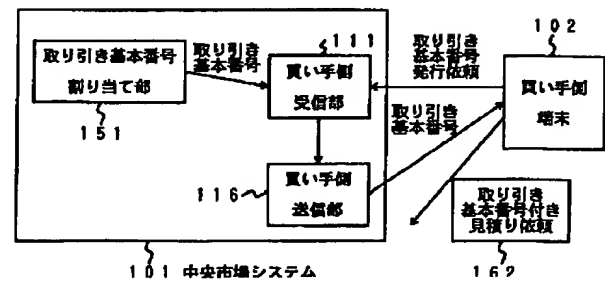 取り引き基本番号
割り当て部
151
取り引き
基本番号
111
買い手側
受信部
取り引き
基本番号
発行依頼
102
買い手側
端末
取り引き
基本番号
116
買い手側
送信部
取り引き
基本番号付き
見積り依頼
162
101 中央市場システム